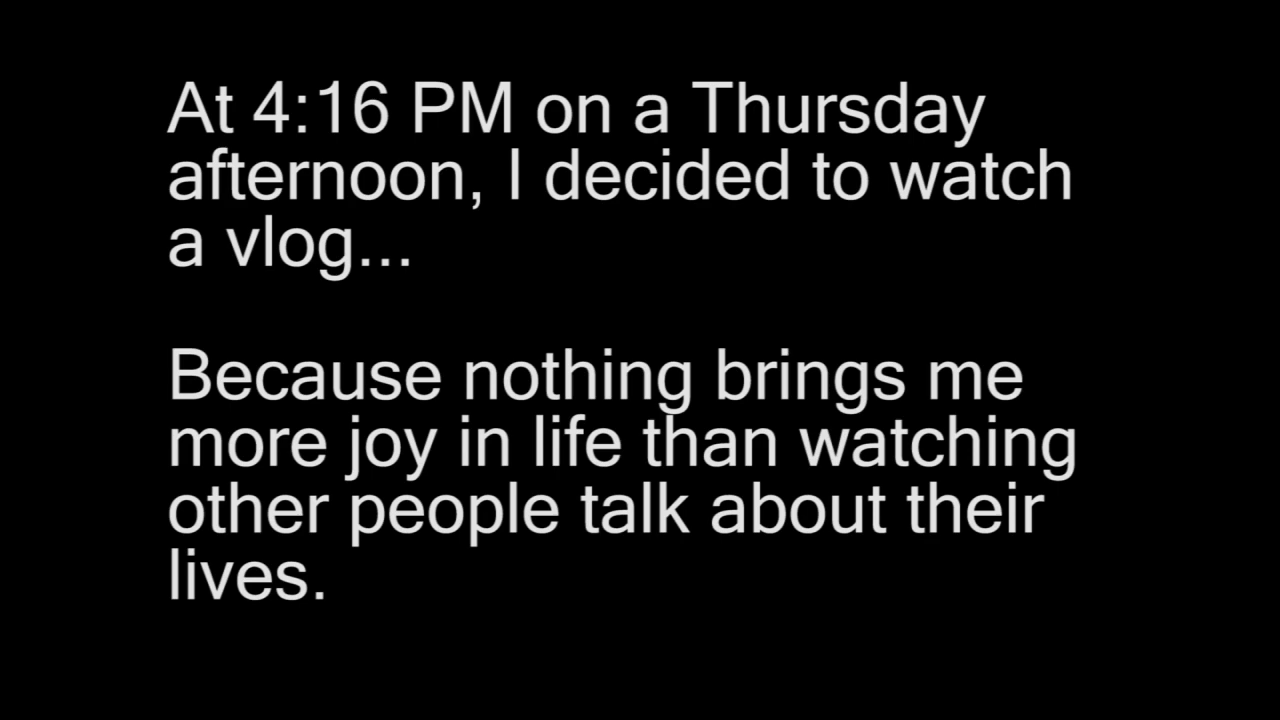 At 4:16 PM on a Thursday
afternoon, I decided to watch
a vlog...
Because nothing brings me
more joy in life than watching
other people talk about their
lives.